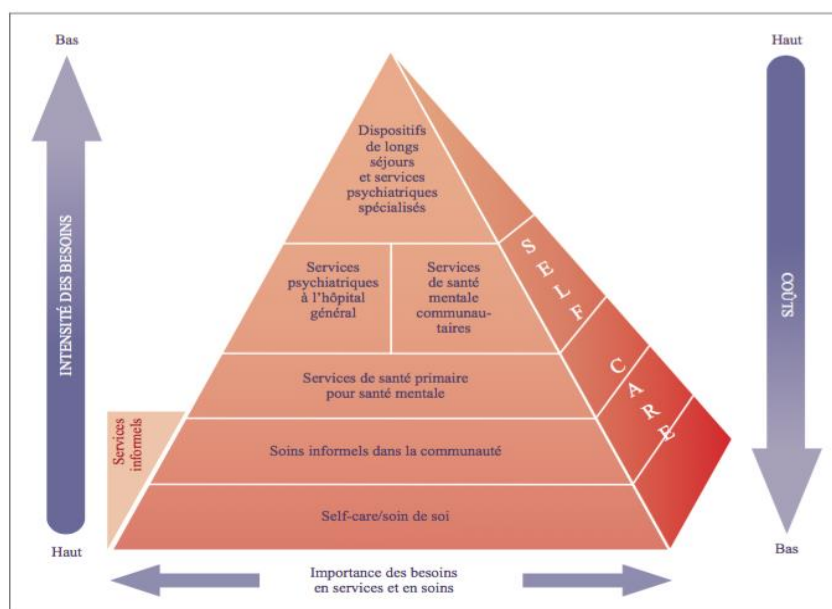 Bas
Haut
Dispositifs
de longs
séjours
et services
psychiatriques
spécialisés
INTENSITÉ DES BESOINS
SELF
COÛTS
Services
psychiatriques
à l'hôpital
général
Services
de santé
mentale
communau-
taires
CARE
Services de santé primaire
pour santé mentale
Services
informels
Soins informels dans la communauté
Self-care/soin de soi
Haut
Bas
Importance des besoins
en services et en soins